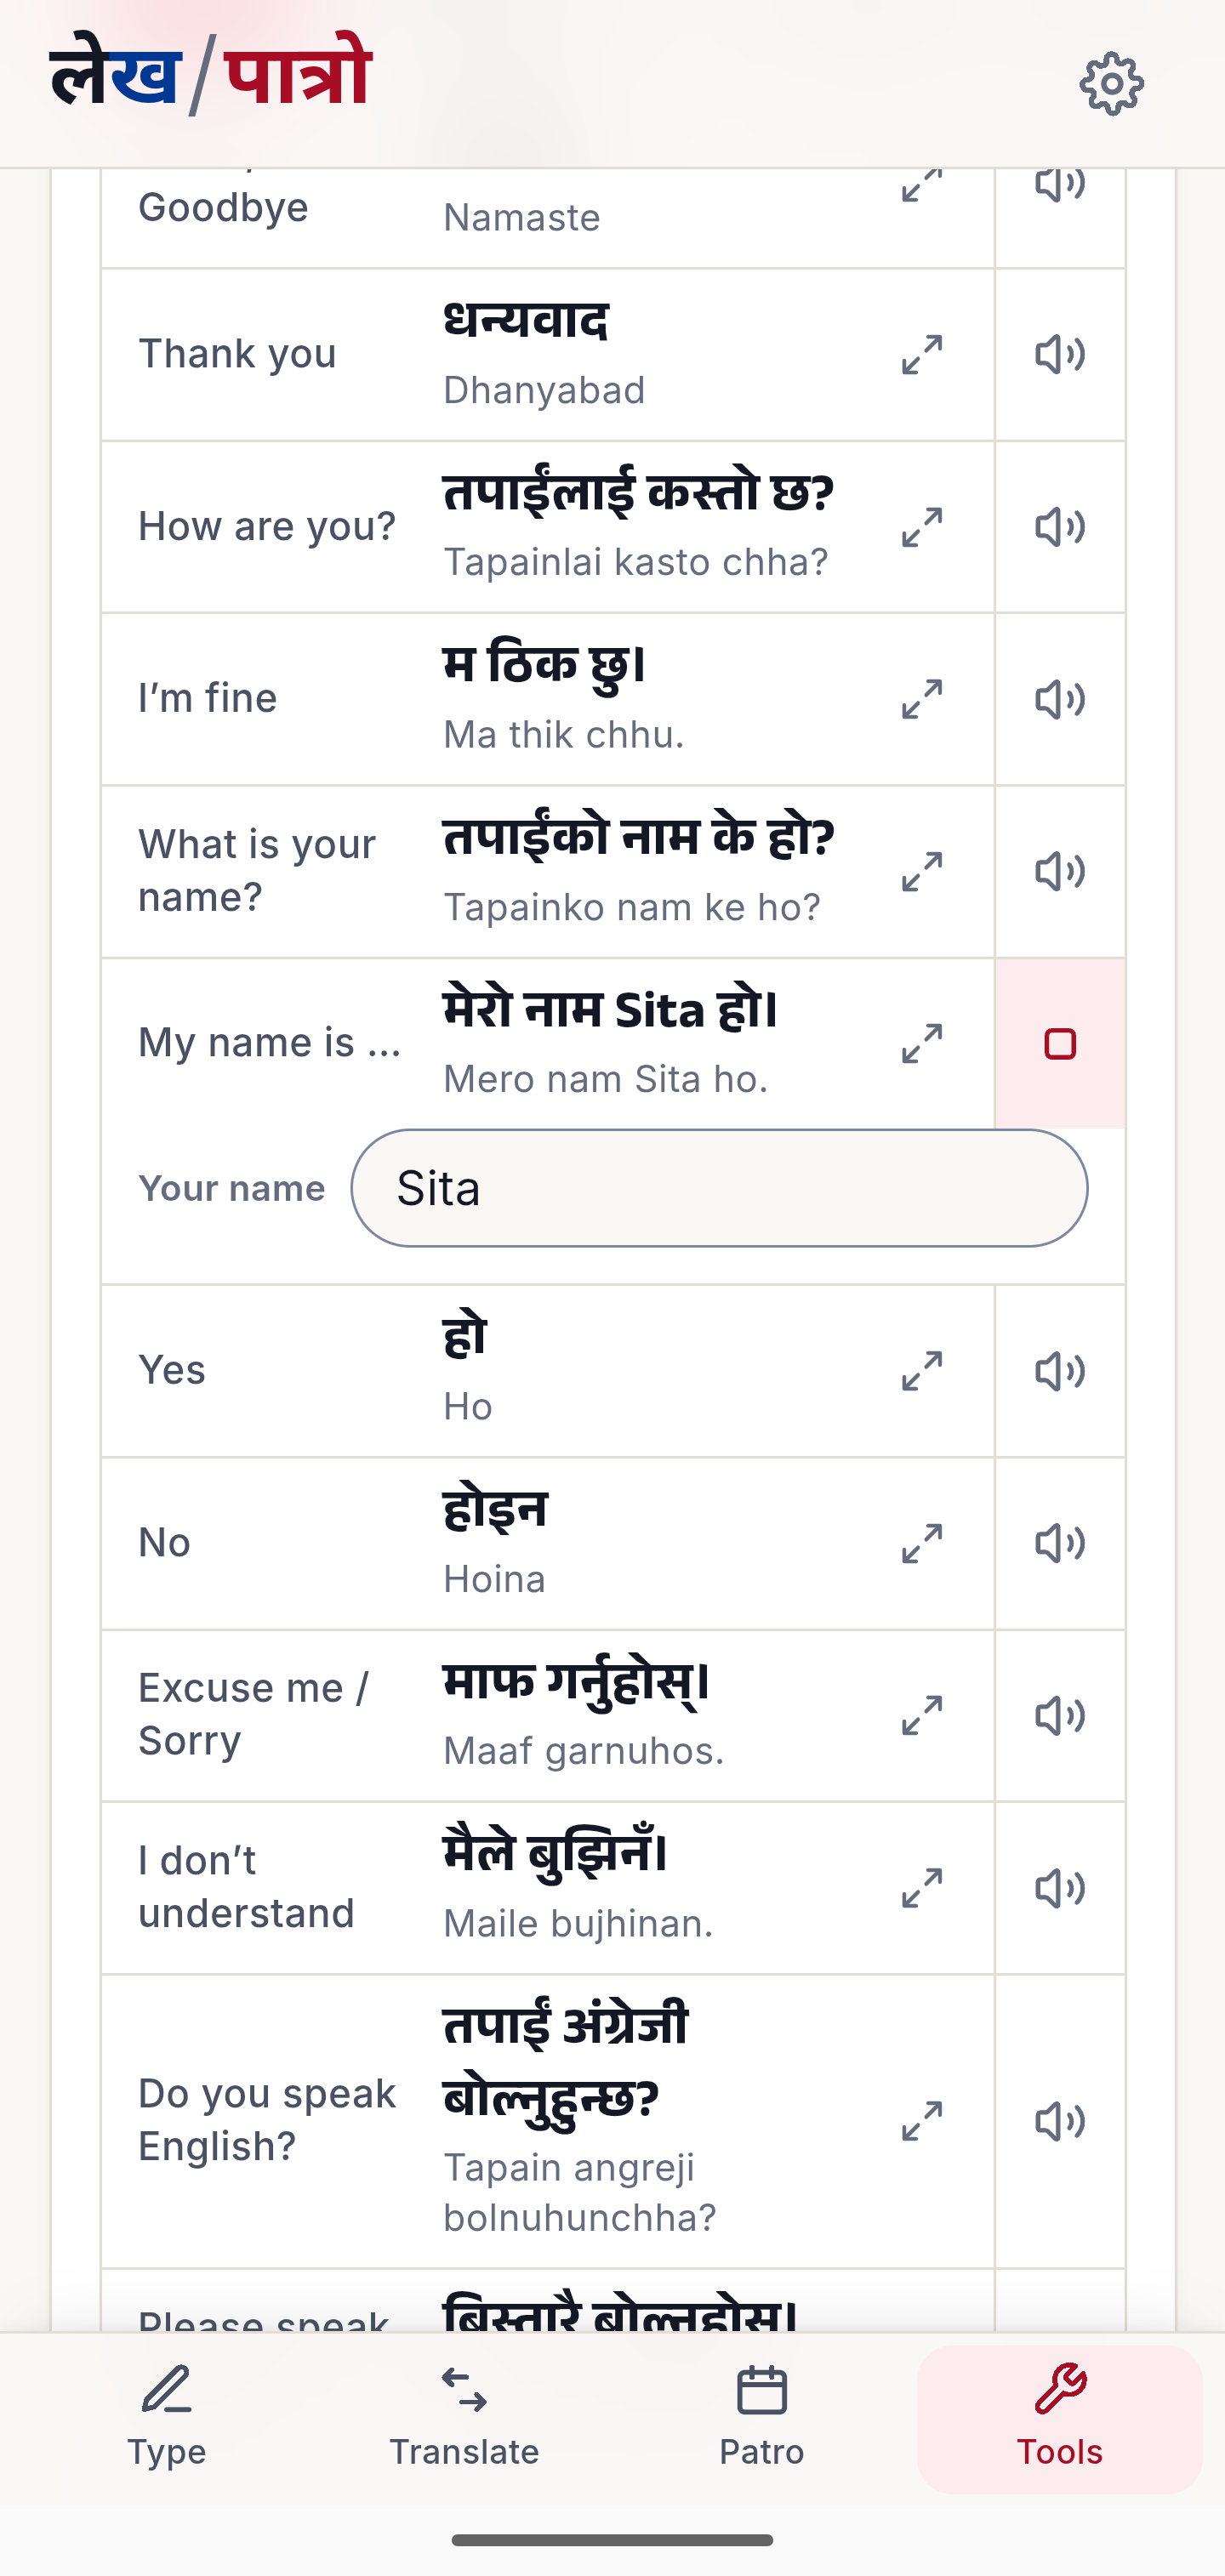 लेख/पात्रो
Goodbye
Namaste
Thank you
धन्यवाद
Dhanyabad
How are you?
तपाईंलाई कस्तो छ?
Tapainlai kasto chha?
I’m fine
म ठिक छु।
Ma thik chhu.
What is your
name?
तपाईंको नाम के हो?
Tapainko nam ke ho?
My name is ...
मेरो नाम Sita हो।
Mero nam Sita ho.
Your name
Sita
Yes
हो
Ho
No
होइन
Hoina
Excuse me /
Sorry
माफ गर्नुहोस्।
Maaf garnuhos.
I don’t
understand
मैले बुझिनँ।
Maile bujhinan.
Do you speak
English?
तपाईं अंग्रेजी
बोल्नुहुन्छ?
Tapain angreji
bolnuhunchha?
Please speak
बिस्तारै बोल्नुहोस्।
Type
Translate
Patro
Tools